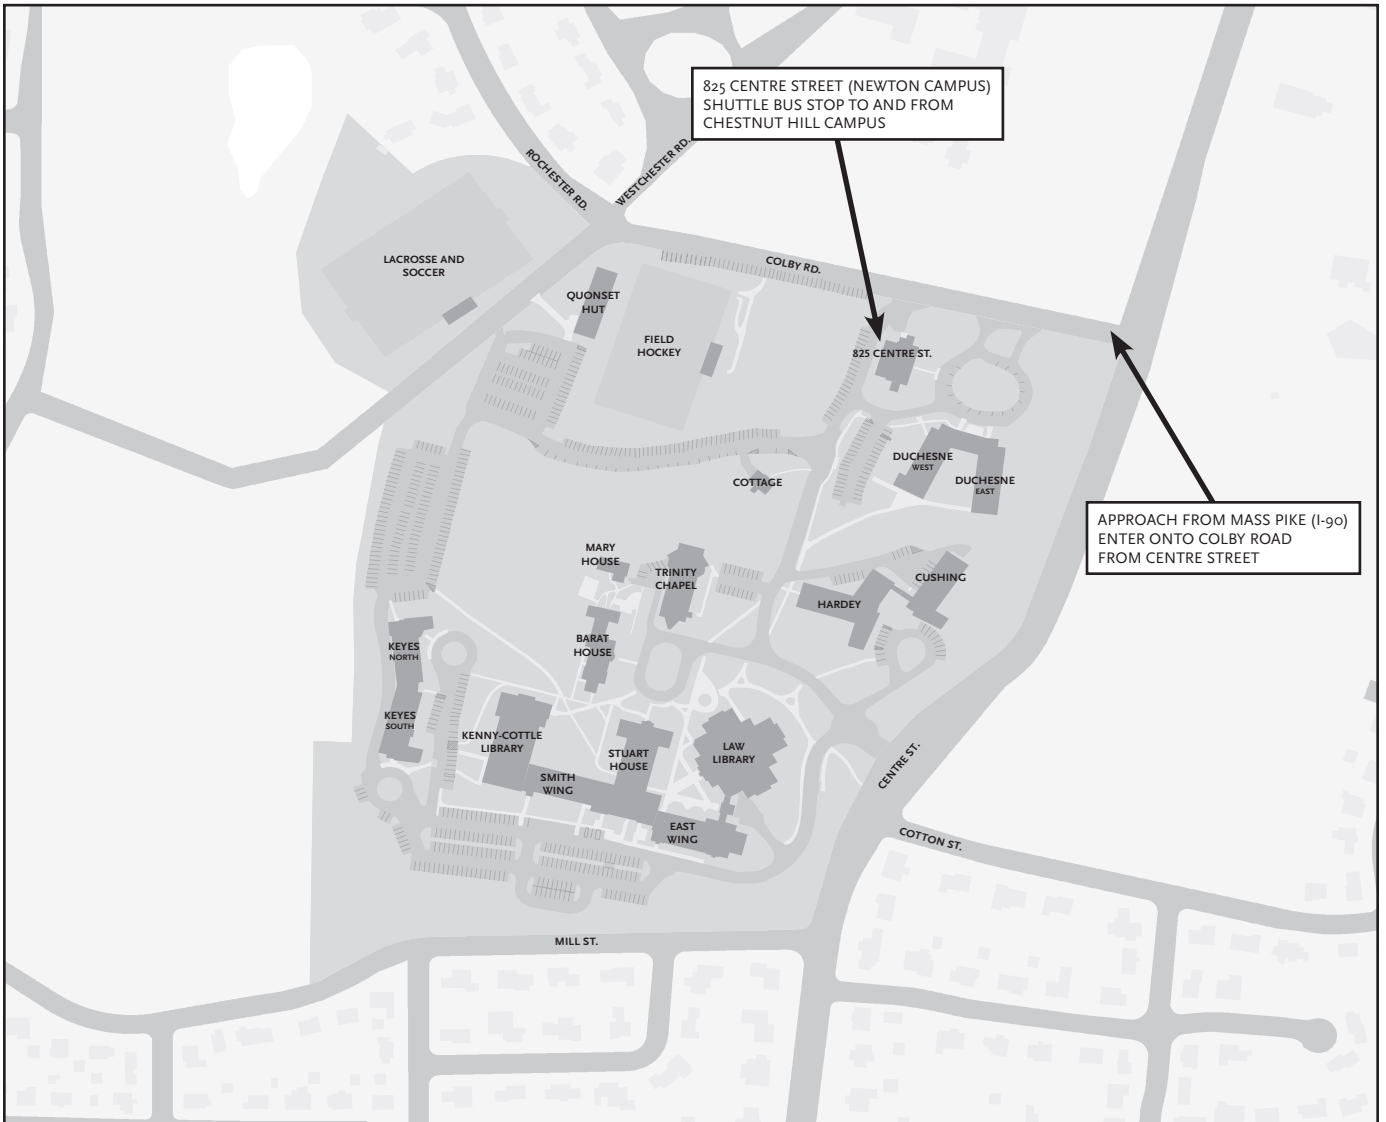 825 CENTRE STREET (NEWTON CAMPUS)
SHUTTLE BUS STOP TO AND FROM
CHESTNUT HILL CAMPUS
ROCHESTER RD.
WESTCHESTER RD.
LACROSSE AND
SOCCER
COLBY RD.
QUONSET
HUT
FIELD
HOCKEY
825 CENTRE ST.
DUCHESNE
WEST
DUCHESNE
EAST
COTTAGE
APPROACH FROM MASS PIKE (I-90)
ENTER ONTO COLBY ROAD
FROM CENTRE STREET
MARY
HOUSE
TRINITY
CHAPEL
CUSHING
HARDEY
KEYES
NORTH
BARAT
HOUSE
KEYES
SOUTH
KENNY-COTTLE
LIBRARY
STUART
HOUSE
LAW
LIBRARY
SMITH
WING
CENTRE ST.
EAST
WING
COTTON ST.
MILL ST.